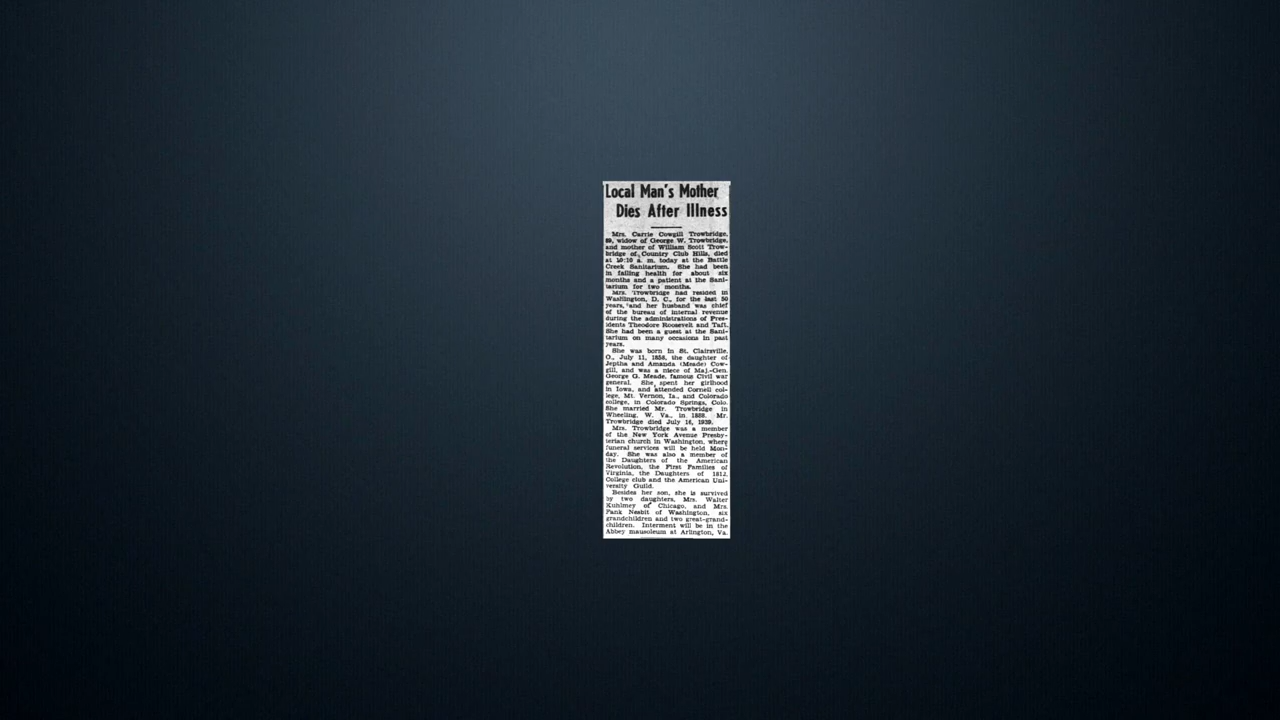 Local Man's Mother
Dies After Illness
Mrs. Carrie Cowgill Trowbridge,
89, widow of George W. Trowbridge,
and mother of William Scott Trow-
bridge of Country Club Hills, died
at 10:10 a. m. today at the Battle
Creek Sanitarium. She had been
in failing health for about six
months and a patient at the Sani-
tarium for two months.
Mrs. Trowbridge had resided in
Washington, D. C., for the last 50
years, and her husband was chief
of the bureau of internal revenue
during the administrations of Pres-
idents Theodore Roosevelt and Taft.
She had been a guest at the Sani-
tarium on many occasions in past
years.
She was born in St. Clairsville,
O., July 11, 1858, the daughter of
Jeptha and Amanda (Meade) Cow-
gill, and was a niece of Maj.-Gen.
George G. Meade, famous Civil war
general. She spent her girlhood
in Iowa, and attended Cornell col-
lege, Mt. Vernon, Ia., and Colorado
college, in Colorado Springs, Colo.
She married Mr. Trowbridge in
Wheeling, W. Va., in 1888. Mr.
Trowbridge died July 16, 1939.
Mrs. Trowbridge was a member
of the New York Avenue Presby-
terian church in Washington, where
funeral services will be held Mon-
day. She was also a member of
the Daughters of the American
Revolution, the First Families of
Virginia, the Daughters of 1812,
College club and the American Uni-
versity Guild.
Besides her son, she is survived
by two daughters, Mrs. Walter
Kuhlmey of Chicago, and Mrs.
Fank Nesbit of Washington, six
grandchildren and two great-grand-
children. Interment will be in the
Abbey mausoleum at Arlington, Va.